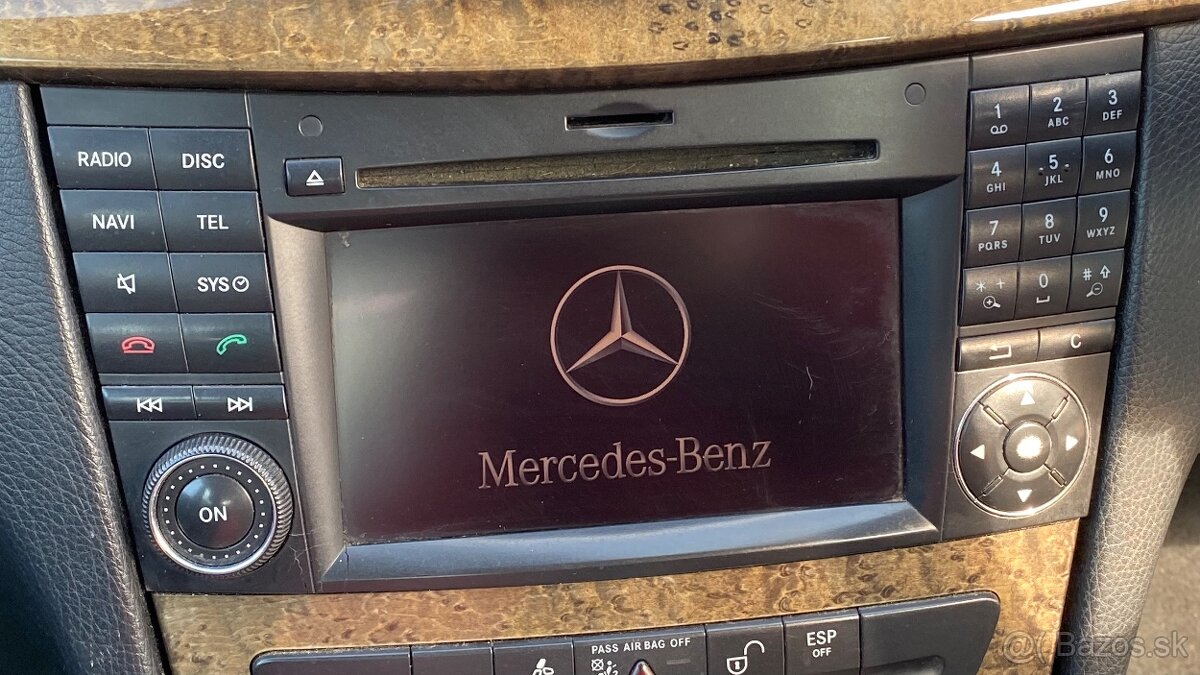 RADIO DISC
NAVI TEL
SYS
ON
Mercedes-Benz
1 2 ABC 3 DEF
4 GHI 5 JKL 6 MNO
7 PQRS 8 TUV 9 WXYZ
* + 0 #
C
PASS AIR BAG OFF
ESP
OFF
@( Bazos.sk